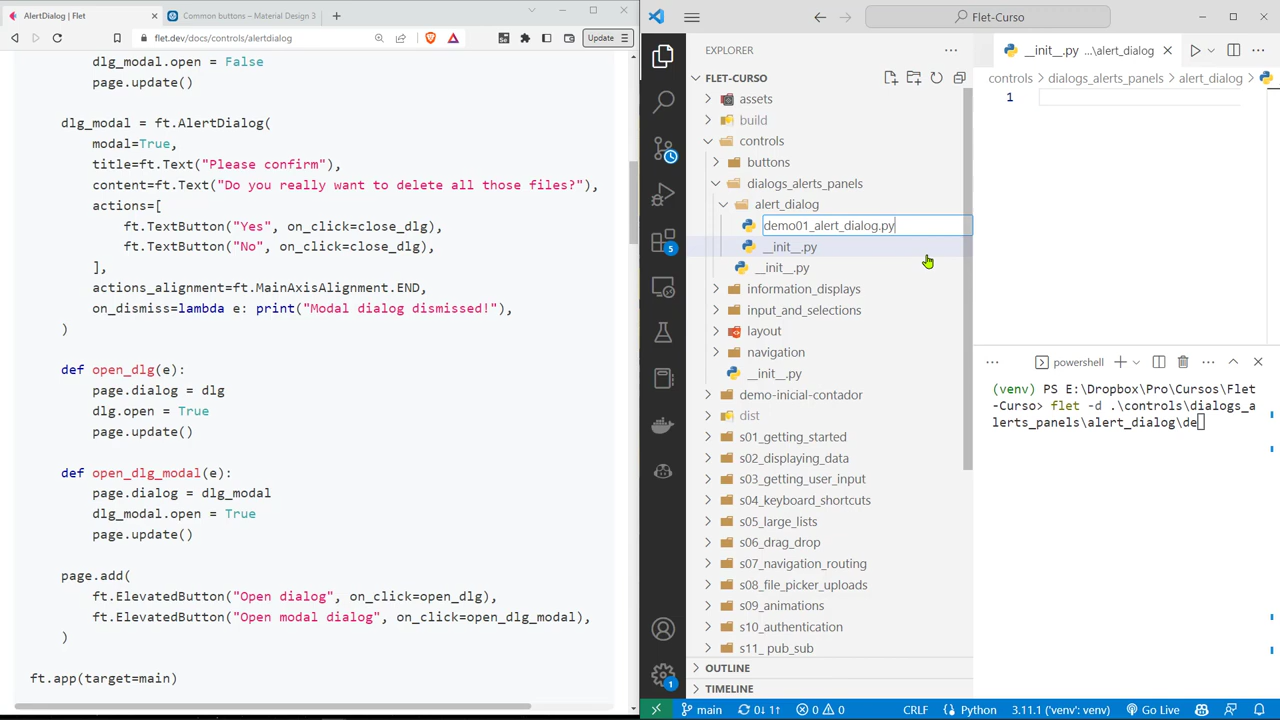 AlertDialog | Flet
Common buttons – Material Design 3
flet.dev/docs/controls/alertdialog
Update
dlg_modal.open = False
page.update()
dlg_modal = ft.AlertDialog(
modal=True,
title=ft.Text("Please confirm"),
content=ft.Text("Do you really want to delete all those files?"),
actions=[
ft.TextButton("Yes", on_click=close_dlg),
ft.TextButton("No", on_click=close_dlg),
],
actions_alignment=ft.MainAxisAlignment.END,
on_dismiss=lambda e: print("Modal dialog dismissed!"),
)
def open_dlg(e):
page.dialog = dlg
dlg.open = True
page.update()
def open_dlg_modal(e):
page.dialog = dlg_modal
dlg_modal.open = True
page.update()
page.add(
ft.ElevatedButton("Open dialog", on_click=open_dlg),
ft.ElevatedButton("Open modal dialog", on_click=open_dlg_modal),
)
ft.app(target=main)
Flet-Curso
5
1
EXPLORER
FLET-CURSO
assets
build
controls
buttons
dialogs_alerts_panels
alert_dialog
demo01_alert_dialog.py
__init__.py
__init__.py
information_displays
input_and_selections
layout
navigation
__init__.py
demo-inicial-contador
dist
s01_getting_started
s02_displaying_data
s03_getting_user_input
s04_keyboard_shortcuts
s05_large_lists
s06_drag_drop
s07_navigation_routing
s08_file_picker_uploads
s09_animations
s10_authentication
s11_ pub_sub
OUTLINE
TIMELINE
__init__.py ...\alert_dialog
controls > dialogs_alerts_panels > alert_dialog >
1
powershell
(venv) PS E:\Dropbox\Pro\Cursos\Flet
-Curso> flet -d .\controls\dialogs_a
lerts_panels\alert_dialog\de
main 0↓ 1↑ 0 0 CRLF Python 3.11.1 ('venv': venv) Go Live